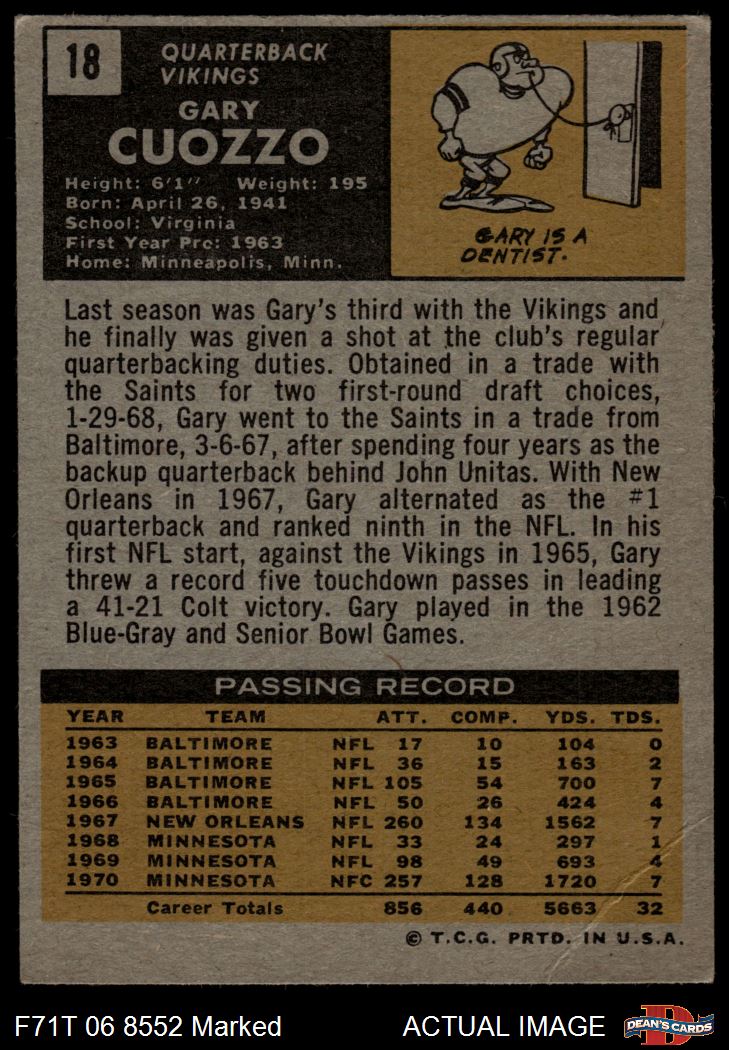 18
QUARTERBACK
VIKINGS
GARY
CUOZZO
Height: 6'1" Weight: 195
Born: April 26, 1941
School: Virginia
First Year Pro: 1963
Home: Minneapolis, Minn.
GARY IS A
DENTIST.
Last season was Gary's third with the Vikings and
he finally was given a shot at the club's regular
quarterbacking duties. Obtained in a trade with
the Saints for two first-round draft choices,
1-29-68, Gary went to the Saints in a trade from
Baltimore, 3-6-67, after spending four years as the
backup quarterback behind John Unitas. With New
Orleans in 1967, Gary alternated as the #1
quarterback and ranked ninth in the NFL. In his
first NFL start, against the Vikings in 1965, Gary
threw a record five touchdown passes in leading
a 41-21 Colt victory. Gary played in the 1962
Blue-Gray and Senior Bowl Games.
PASSING RECORD
YEAR TEAM ATT. COMP. YDS. TDS.
1963 BALTIMORE NFL 17 10 104 0
1964 BALTIMORE NFL 36 15 163 2
1965 BALTIMORE NFL 105 54 700 7
1966 BALTIMORE NFL 50 26 424 4
1967 NEW ORLEANS NFL 260 134 1562 7
1968 MINNESOTA NFL 33 24 297 1
1969 MINNESOTA NFL 98 49 693 4
1970 MINNESOTA NFC 257 128 1720 7
Career Totals 856 440 5663 32
© T.C.G. PRTD. IN U.S.A.
F71T 06 8552 Marked ACTUAL IMAGE
D
DEAN'S CARDS